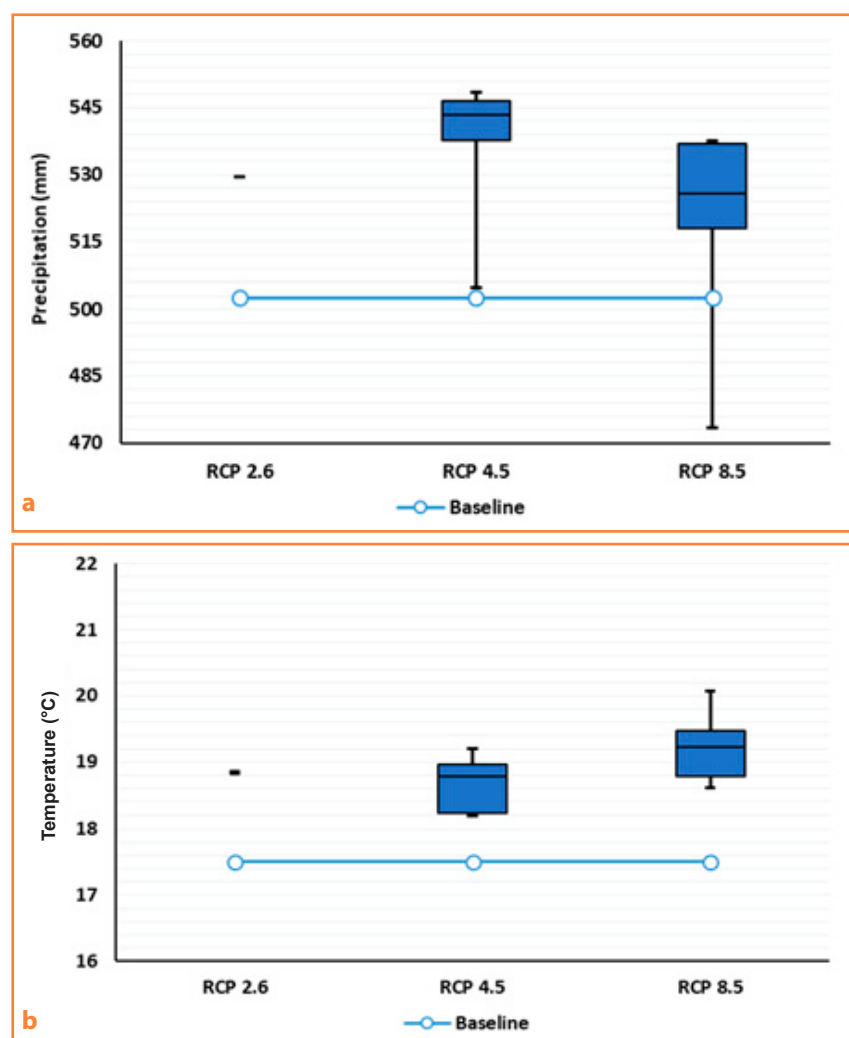 560
545
530
515
500
485
470
Precipitation (mm)
RCP 2.6 RCP 4.5 RCP 8.5
Baseline
a
22
21
20
19
18
17
16
Temperature (°C)
RCP 2.6 RCP 4.5 RCP 8.5
Baseline
b